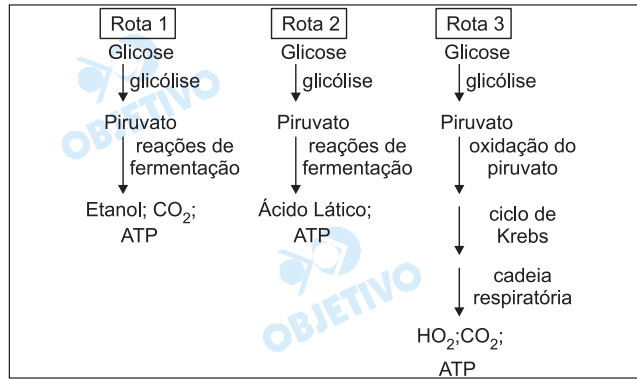 Rota 1
Glicose
glicólise
Piruvato
reações de
fermentação
Etanol; CO₂;
ATP
Rota 2
Glicose
glicólise
Piruvato
reações de
fermentação
Ácido Lático;
ATP
Rota 3
Glicose
glicólise
Piruvato
oxidação do
piruvato
ciclo de
Krebs
cadeia
respiratória
HO₂;CO₂;
ATP
OBJETIVO
OBJETIVO